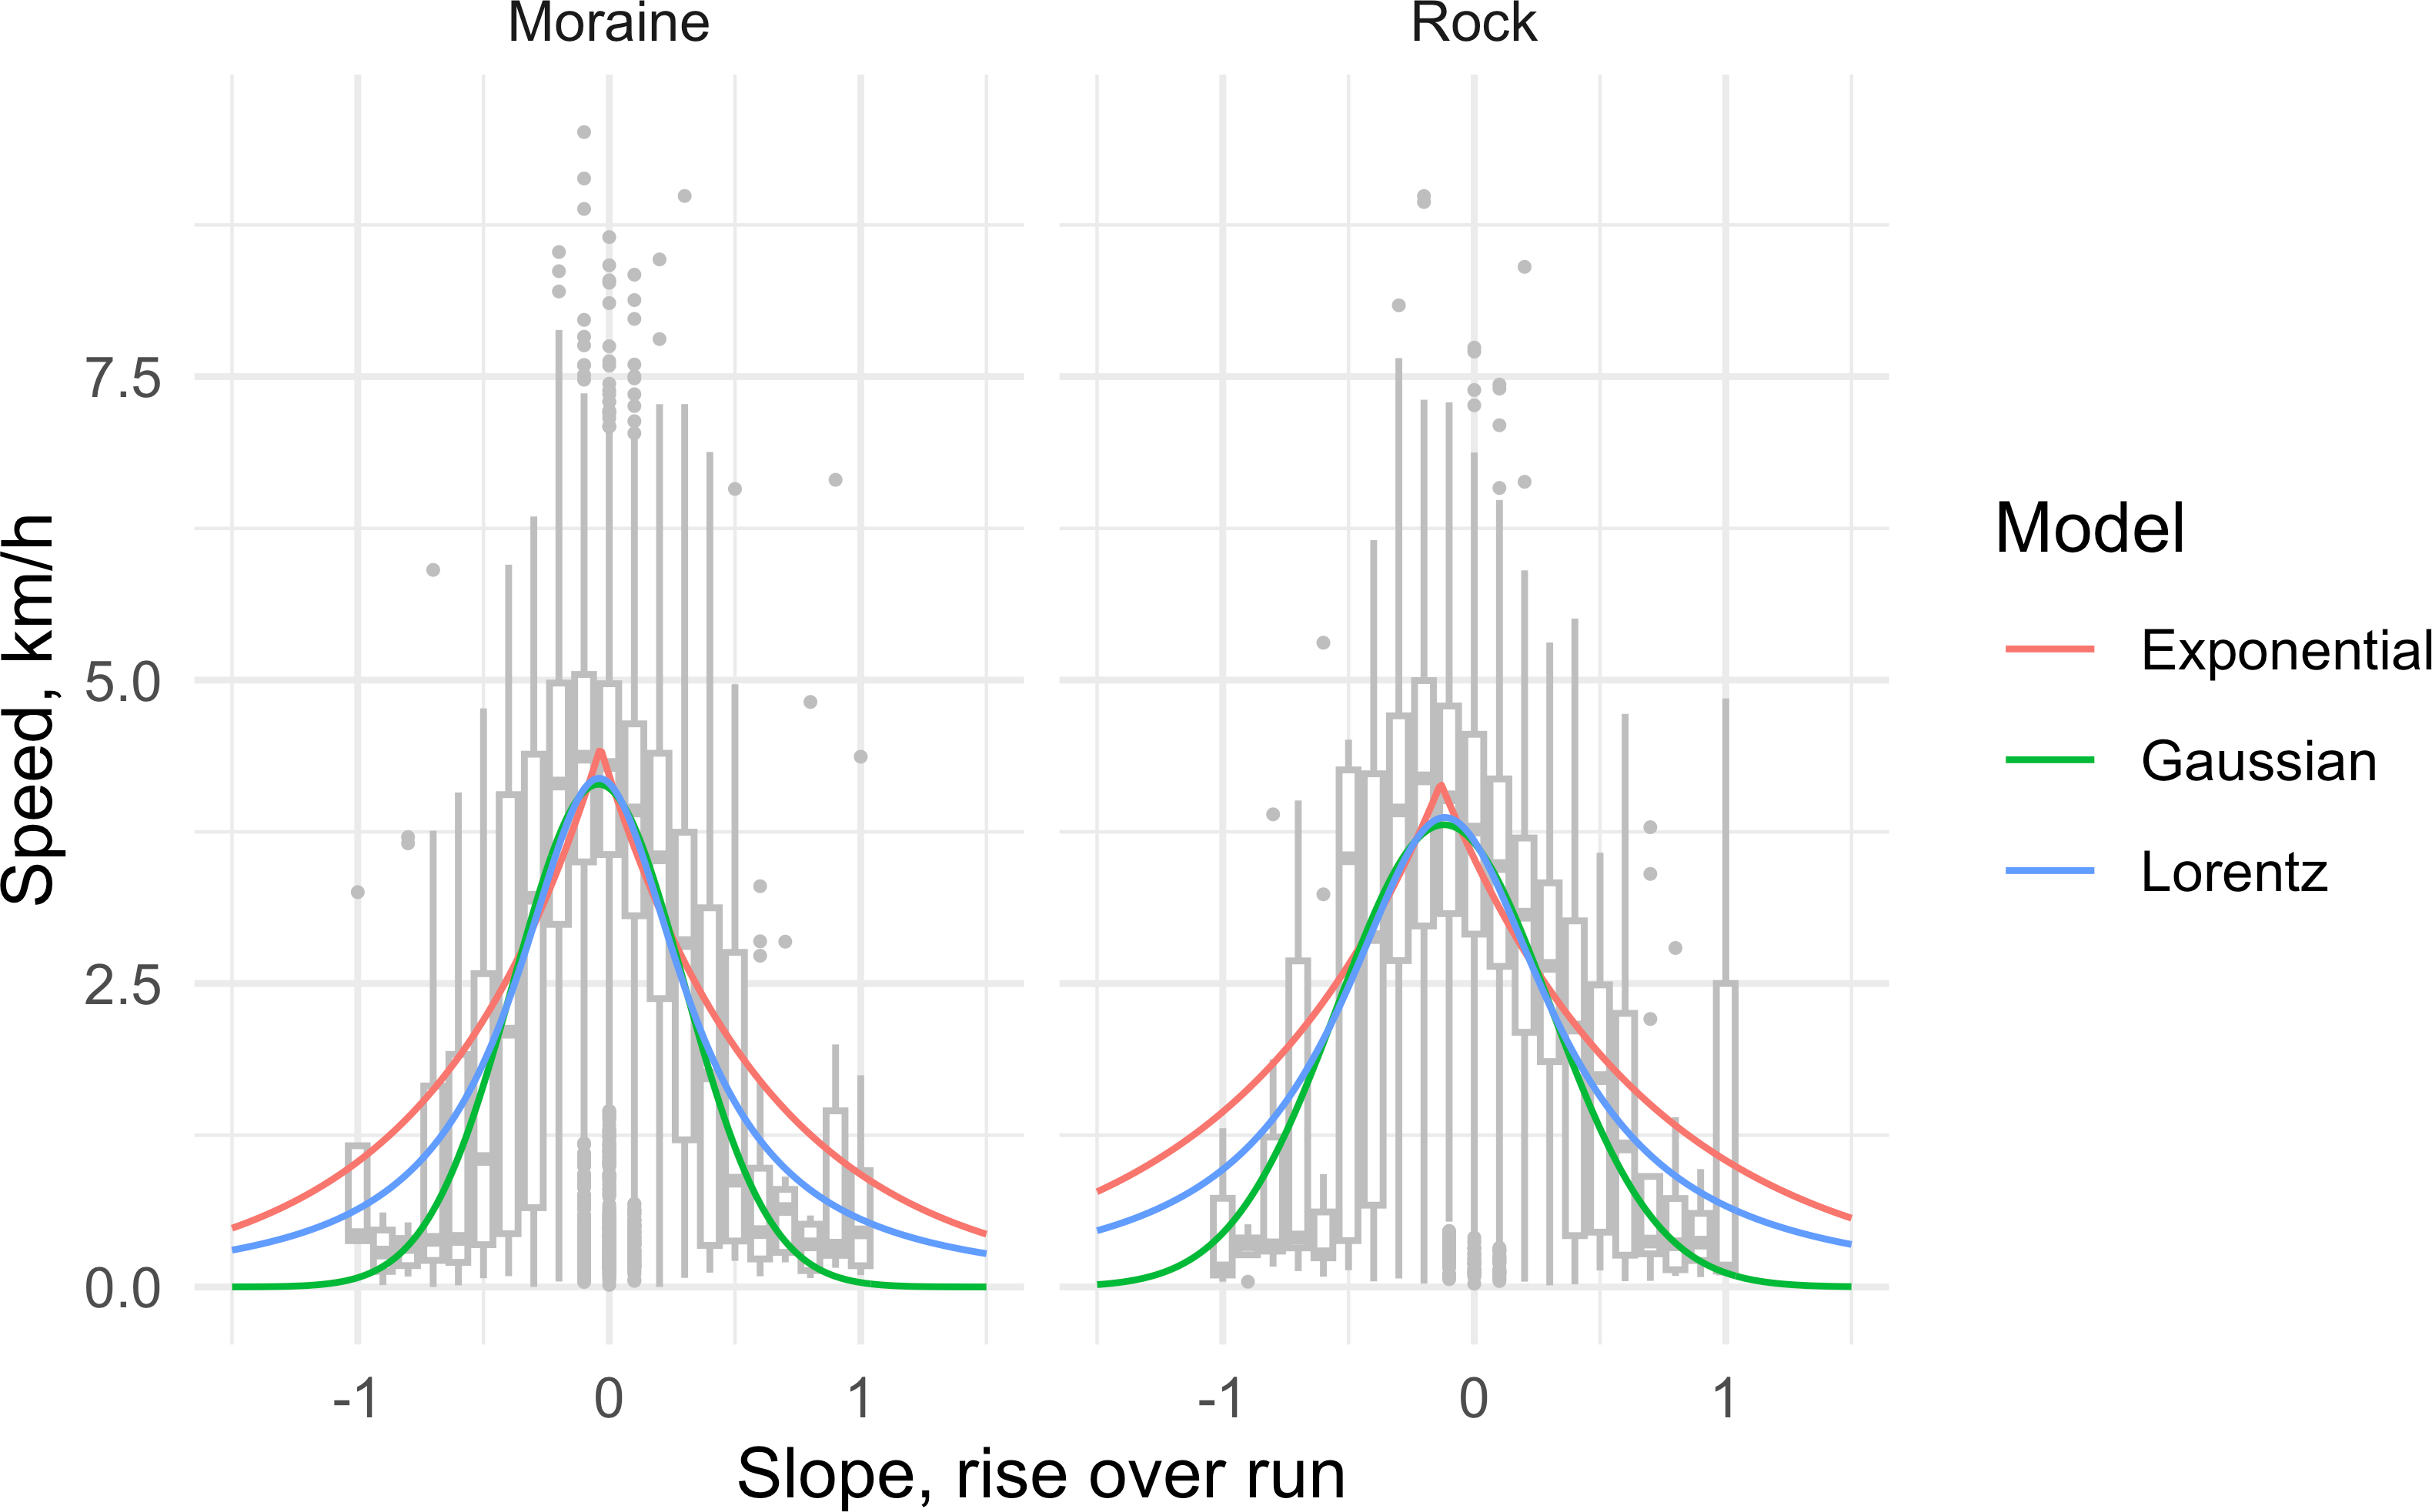 Moraine
Rock
7.5
5.0
2.5
0.0
Speed, km/h
-1
0
1
-1
0
1
Slope, rise over run
Model
Exponential
Gaussian
Lorentz